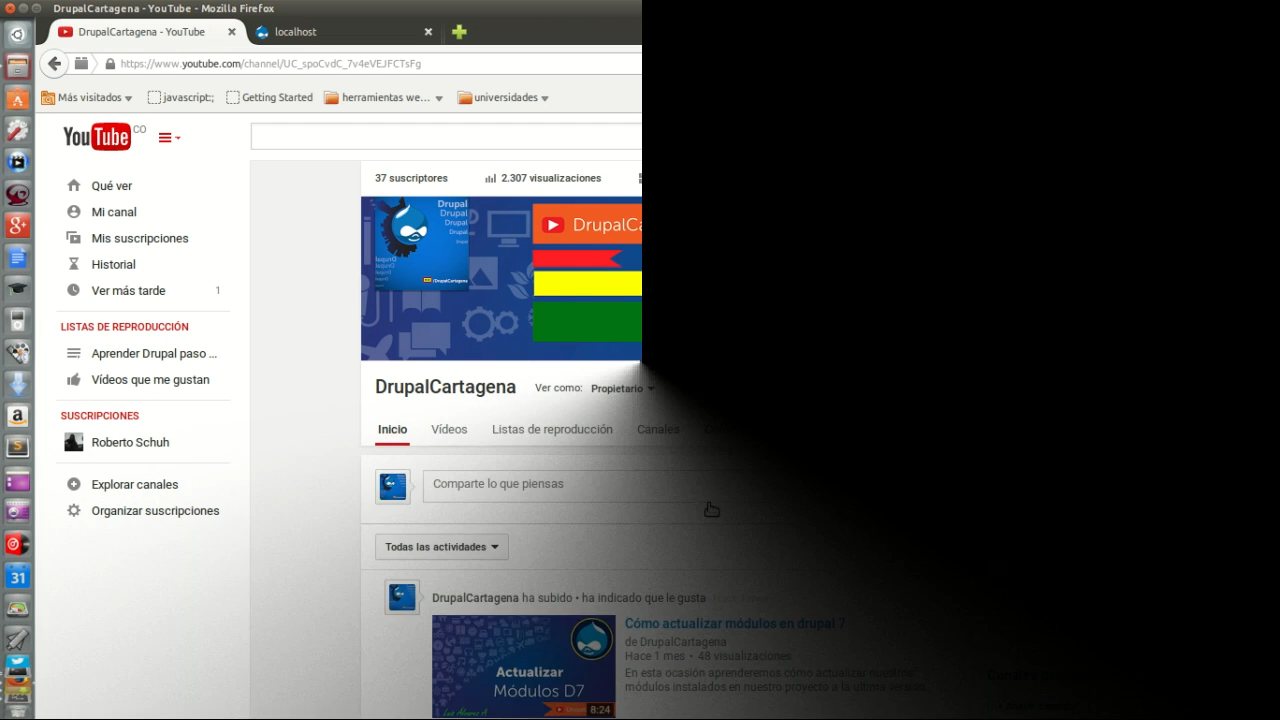 DrupalCartagena - YouTube - Mozilla Firefox
DrupalCartagena - YouTube
localhost
https://www.youtube.com/channel/UC_spoCvdC_7v4eVEJFCTsFg
Más visitados
javascript:;
Getting Started
herramientas we...
universidades
YouTube CO
37 suscriptores
2.307 visualizaciones
Qué ver
Mi canal
Mis suscripciones
Historial
Ver más tarde 1
LISTAS DE REPRODUCCIÓN
Aprender Drupal paso ...
Vídeos que me gustan
SUSCRIPCIONES
Roberto Schuh
Explorar canales
Organizar suscripciones
Drupal
Drupal
Drupal
Drupal
Drupal
/DrupalCartagena
DrupalCa
DrupalCartagena
Ver como: Propietario
Inicio
Vídeos
Listas de reproducción
Canales
Comparte lo que piensas
Todas las actividades
DrupalCartagena ha subido • ha indicado que le gusta
Actualizar
Módulos D7
8:24
Cómo actualizar módulos en drupal 7
de DrupalCartagena
Hace 1 mes • 48 visualizaciones
En esta ocasión aprenderemos cómo actualizar nuestros
módulos instalados en nuestro proyecto a la última versión.
31